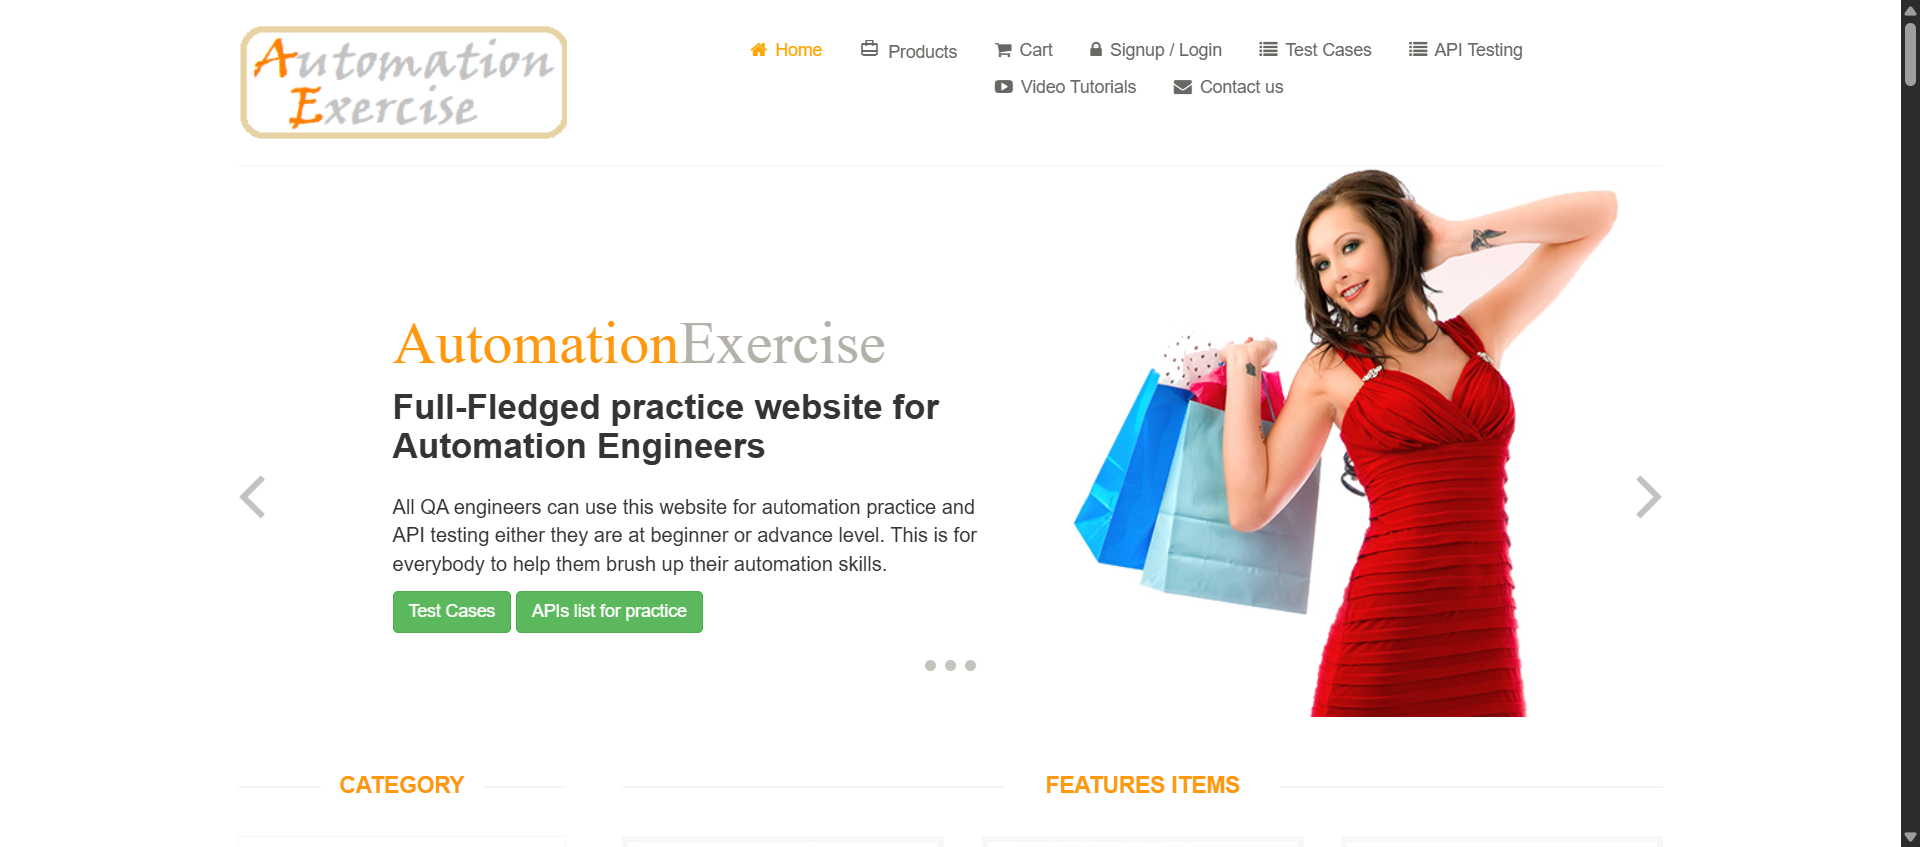 Automation
Exercise
Home Products Cart Signup / Login Test Cases API Testing
Video Tutorials Contact us
AutomationExercise
Full-Fledged practice website for
Automation Engineers
All QA engineers can use this website for automation practice and
API testing either they are at beginner or advance level. This is for
everybody to help them brush up their automation skills.
Test Cases APIs list for practice
CATEGORY FEATURES ITEMS